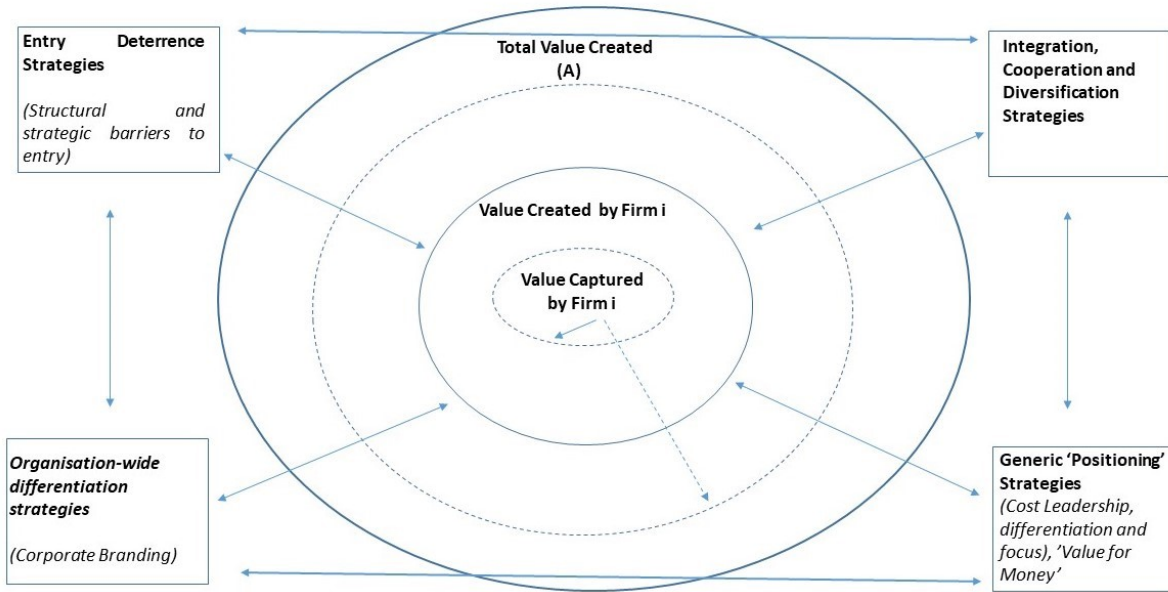 Entry Deterrence
Strategies
(Structural and
strategic barriers to
entry)
Total Value Created
(A)
Integration,
Cooperation and
Diversification
Strategies
Value Created by Firm i
Value Captured
by Firm i
Organisation-wide
differentiation
strategies
(Corporate Branding)
Generic ‘Positioning’
Strategies
(Cost Leadership,
differentiation and
focus), ’Value for
Money’